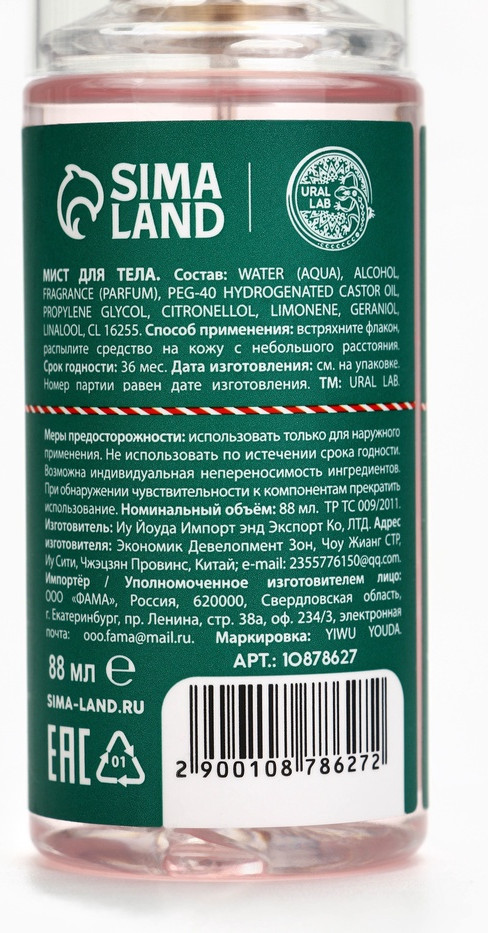 SIMA
LAND
URAL
LAB
МИСТ ДЛЯ ТЕЛА. Состав: WATER (AQUA), ALCOHOL,
FRAGRANCE (PARFUM), PEG-40 HYDROGENATED CASTOR OIL,
PROPYLENE GLYCOL, CITRONELLOL, LIMONENE, GERANIOL,
LINALOOL, CL 16255. Способ применения: встряхните флакон,
распылите средство на кожу с небольшого расстояния.
Срок годности: 36 мес. Дата изготовления: см. на упаковке.
Номер партии равен дате изготовления. ТМ: URAL LAB.
Меры предосторожности: использовать только для наружного
применения. Не использовать по истечении срока годности.
Возможна индивидуальная непереносимость ингредиентов.
При обнаружении чувствительности к компонентам прекратить
использование. Номинальный объём: 88 мл. ТР ТС 009/2011.
Изготовитель: Иу Йоуда Импорт энд Экспорт Ко, ЛТД. Адрес
изготовителя: Экономик Девелопмент Зон, Чоу Жианг СТР,
Иу Сити, Чжэцзян Провинс, Китай; e-mail: 2355776150@qq.com.
Импортёр / Уполномоченное изготовителем лицо:
ООО «ФАМА», Россия, 620000, Свердловская область,
г. Екатеринбург, пр. Ленина, стр. 38а, оф. 234/3, электронная
почта: ooo.fama@mail.ru. Маркировка: YIWU YOUDA.
88 мл ℮
АРТ.: 10878627
SIMA-LAND.RU
EAC
01
2 900108 786272